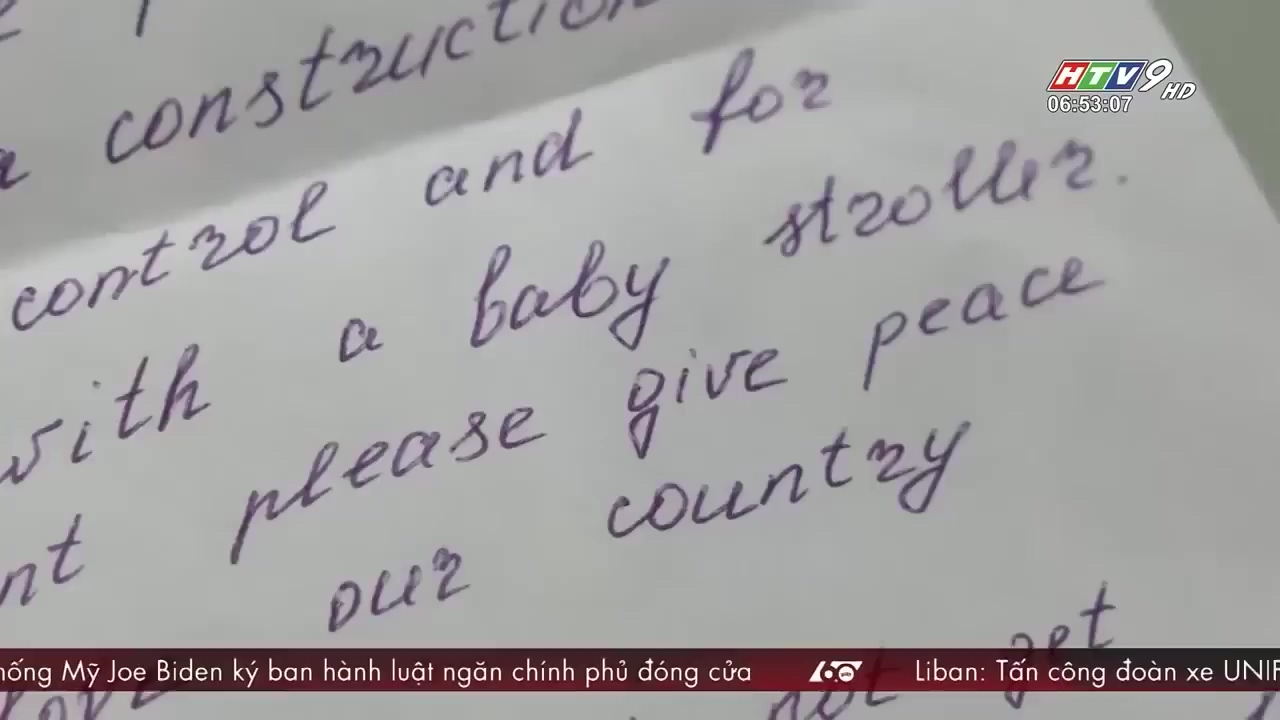 construction
HTV9 HD
06:53:07
control and for
with a baby stroller.
nt please give peace
our country
not get
hống Mỹ Joe Biden ký ban hành luật ngăn chính phủ đóng cửa
60
Liban: Tấn công đoàn xe UNIF